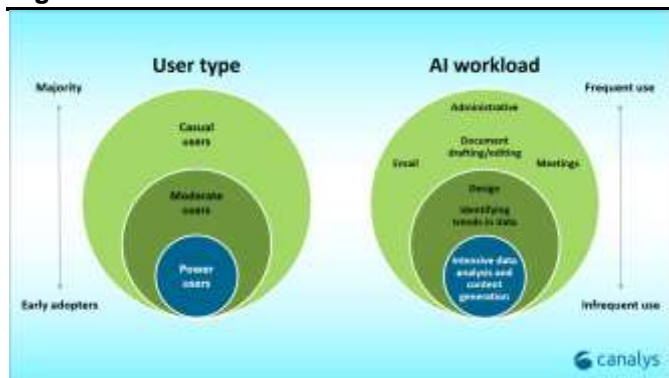 User type
Majority
Casual
users
Moderate
users
Power
users
Early adopters
AI workload
Frequent use
Administrative
Document
drafting/editing
Email
Meetings
Design
Identifying
trends in data
Intensive data
analysis and
content
generation
Infrequent use
canalys